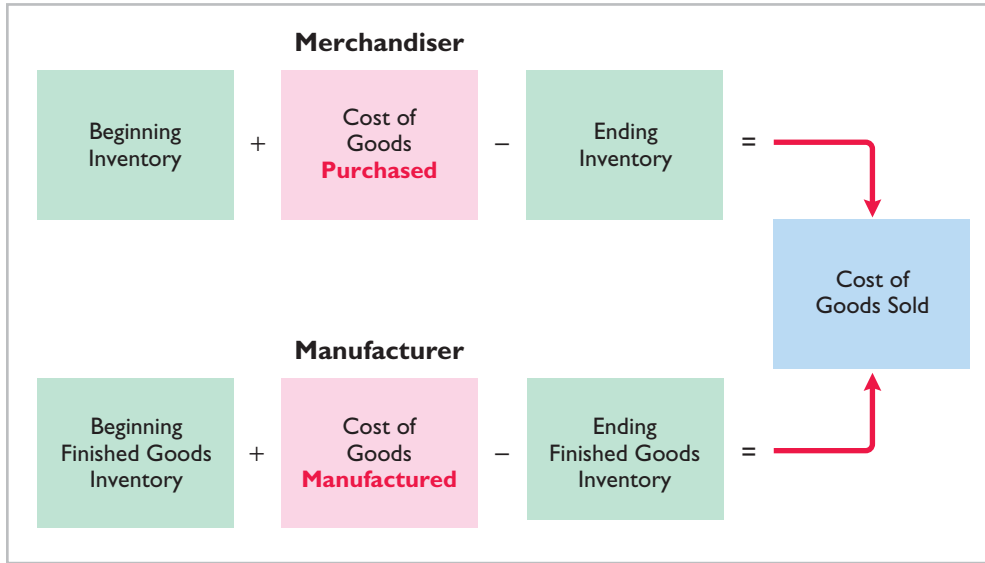 Merchandiser
Beginning
Inventory
+
Cost of
Goods
Purchased
–
Ending
Inventory
=
Cost of
Goods Sold
Manufacturer
Beginning
Finished Goods
Inventory
+
Cost of
Goods
Manufactured
–
Ending
Finished Goods
Inventory
=